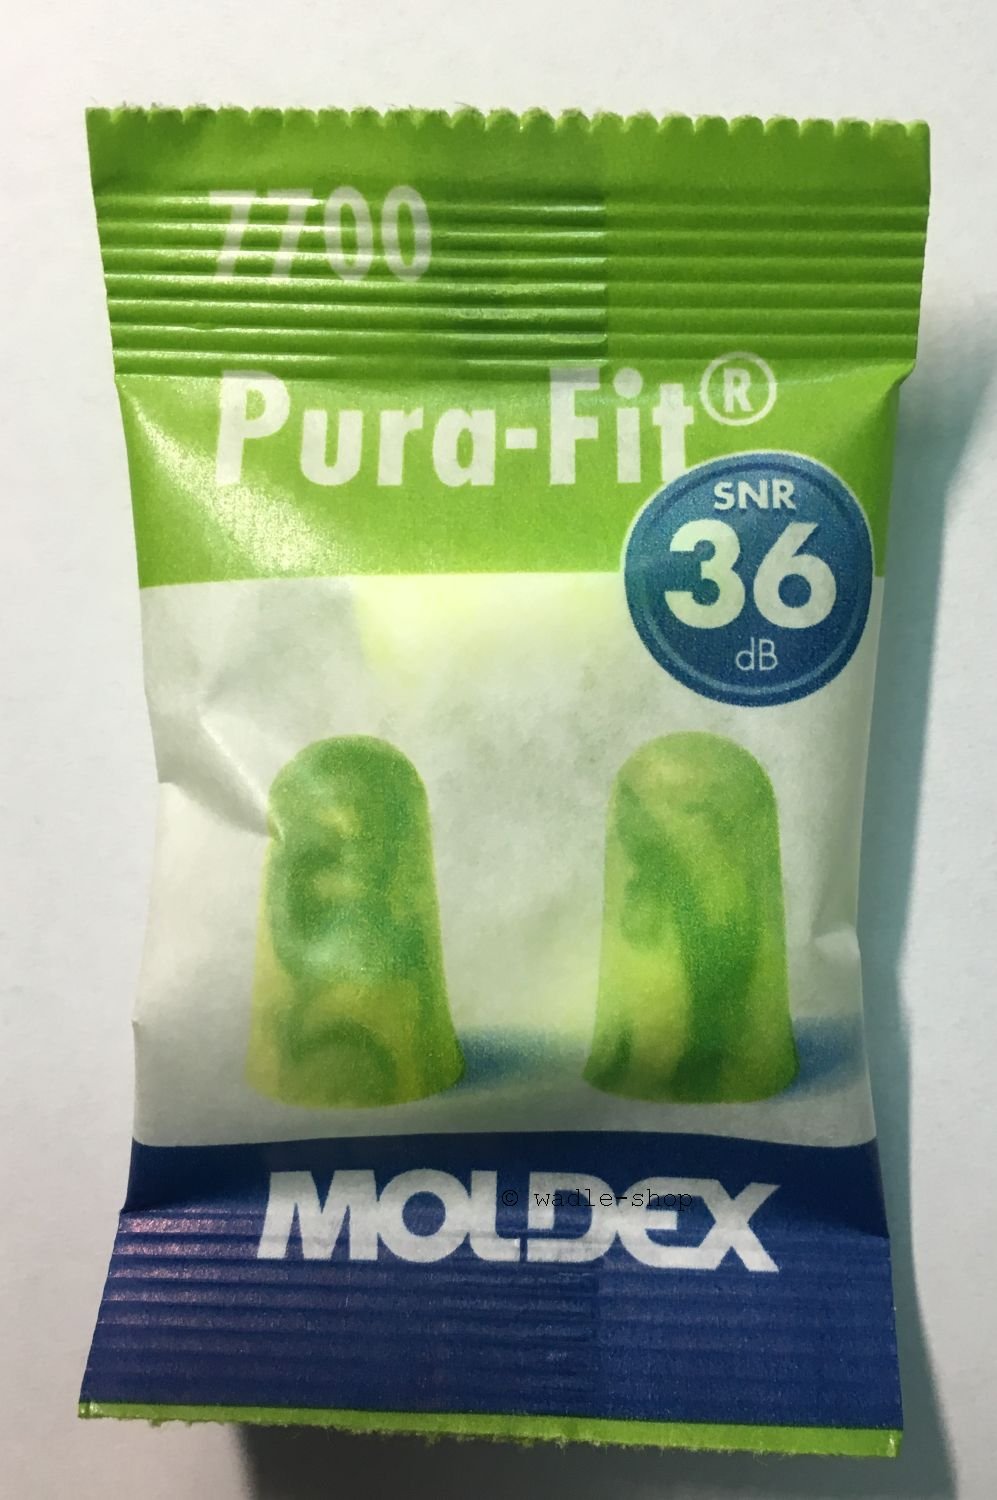 7700
Pura-Fit®
SNR
36
dB
MOLDEX
© wadle-shop